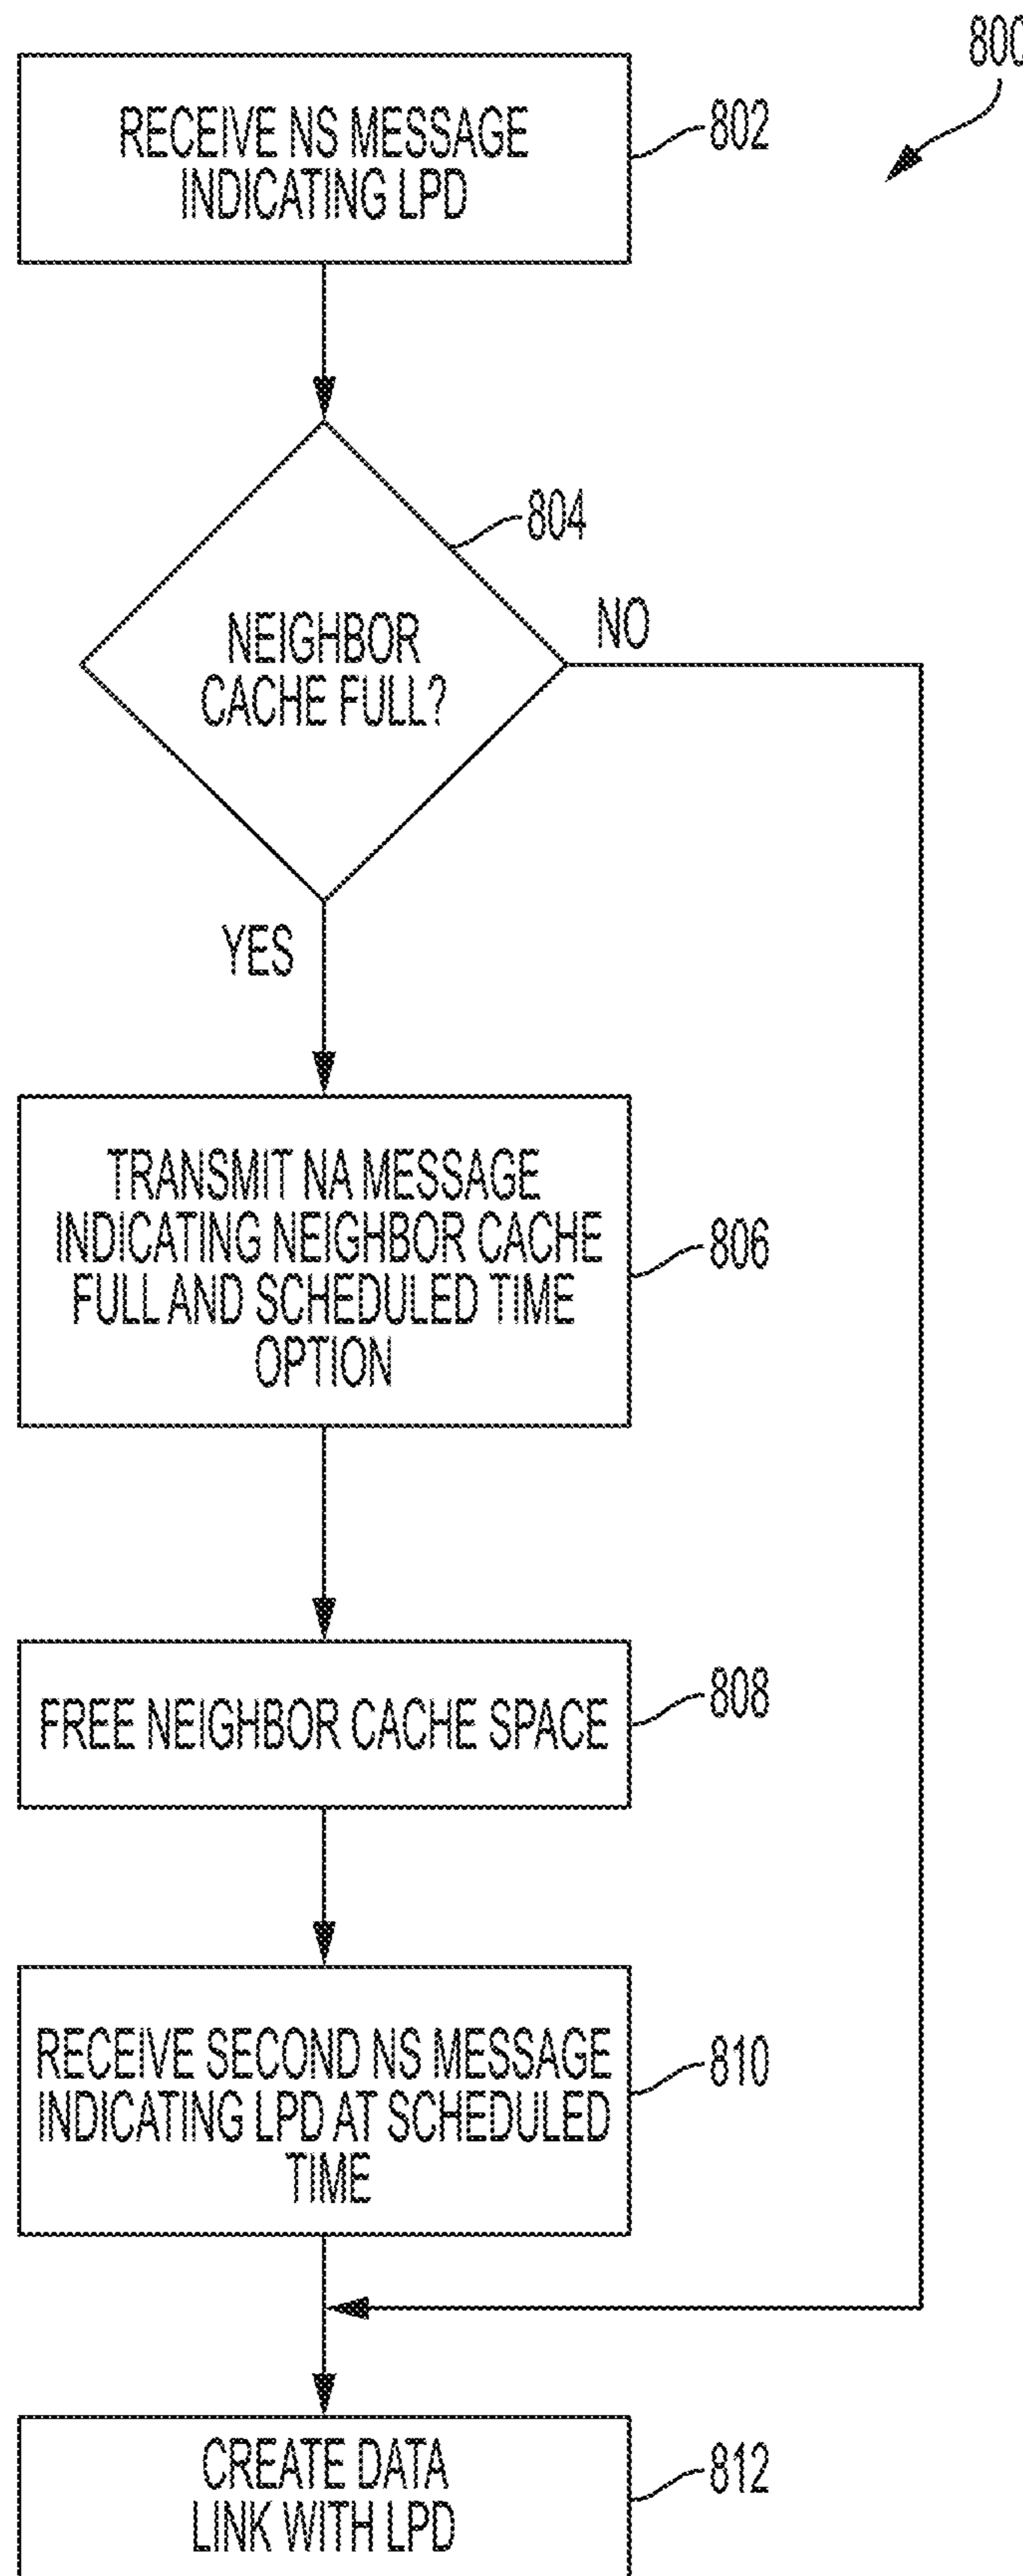 800
RECEIVE NS MESSAGE
INDICATING LPD
802
804
NEIGHBOR
CACHE FULL?
NO
YES
TRANSMIT NA MESSAGE
INDICATING NEIGHBOR CACHE
FULL AND SCHEDULED TIME
OPTION
806
FREE NEIGHBOR CACHE SPACE
808
RECEIVE SECOND NS MESSAGE
INDICATING LPD AT SCHEDULED
TIME
810
CREATE DATA
LINK WITH LPD
812